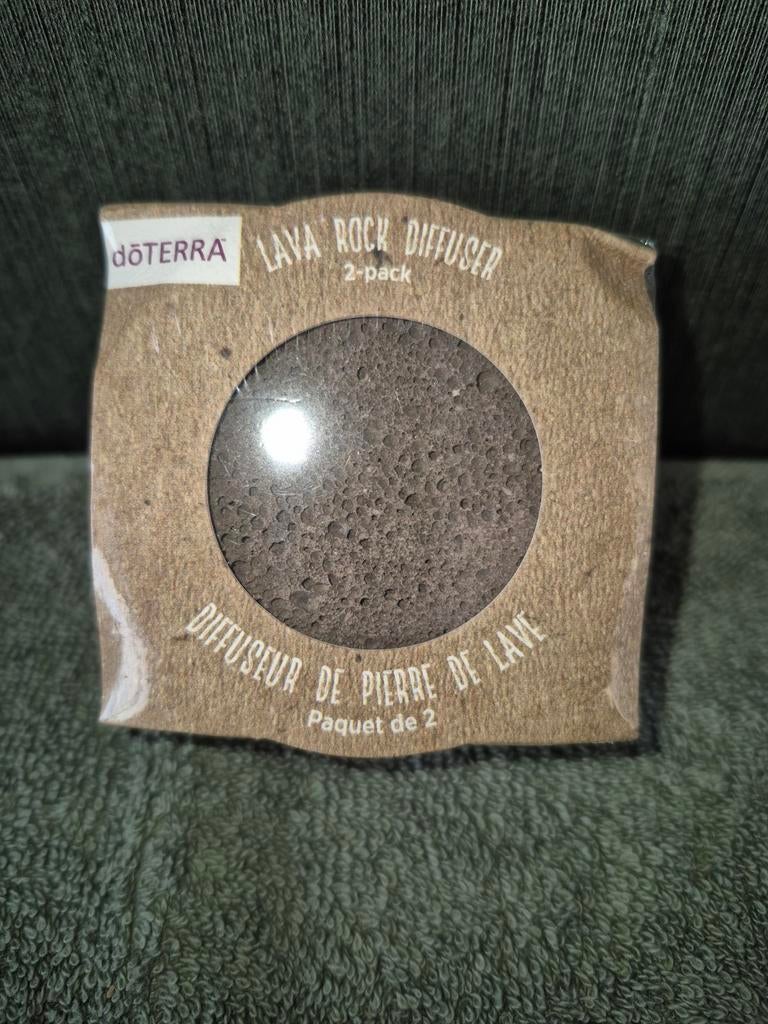 dōTERRA
LAVA ROCK DIFFUSER
2-pack
DIFFUSEUR DE PIERRE DE LAVE
Paquet de 2